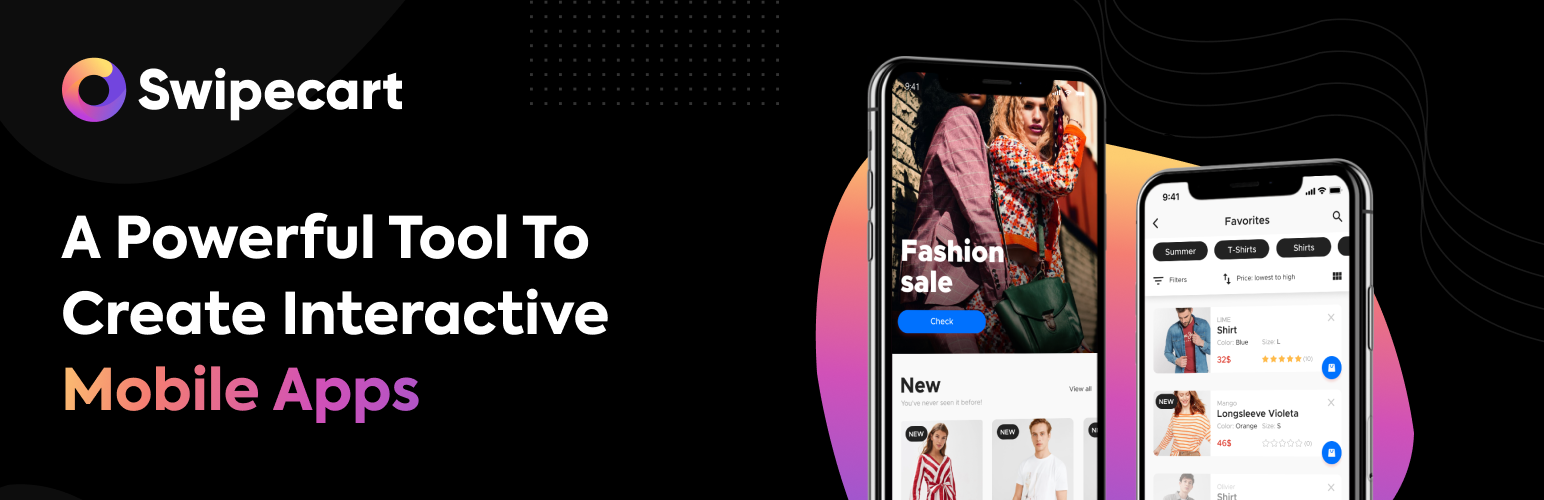 Swipecart
A Powerful Tool To
Create Interactive
Mobile Apps
9:41
Fashion
sale
Check
New
View all
You've never seen it before!
NEW
NEW
9:41
Favorites
Summer
T-Shirts
Shirts
Filters
Price: lowest to high
LIME
Shirt
Color: Blue Size: L
32$
(10)
NEW
Mango
Longsleeve Violeta
Color: Orange Size: S
46$
(0)
Oliver
Shirt